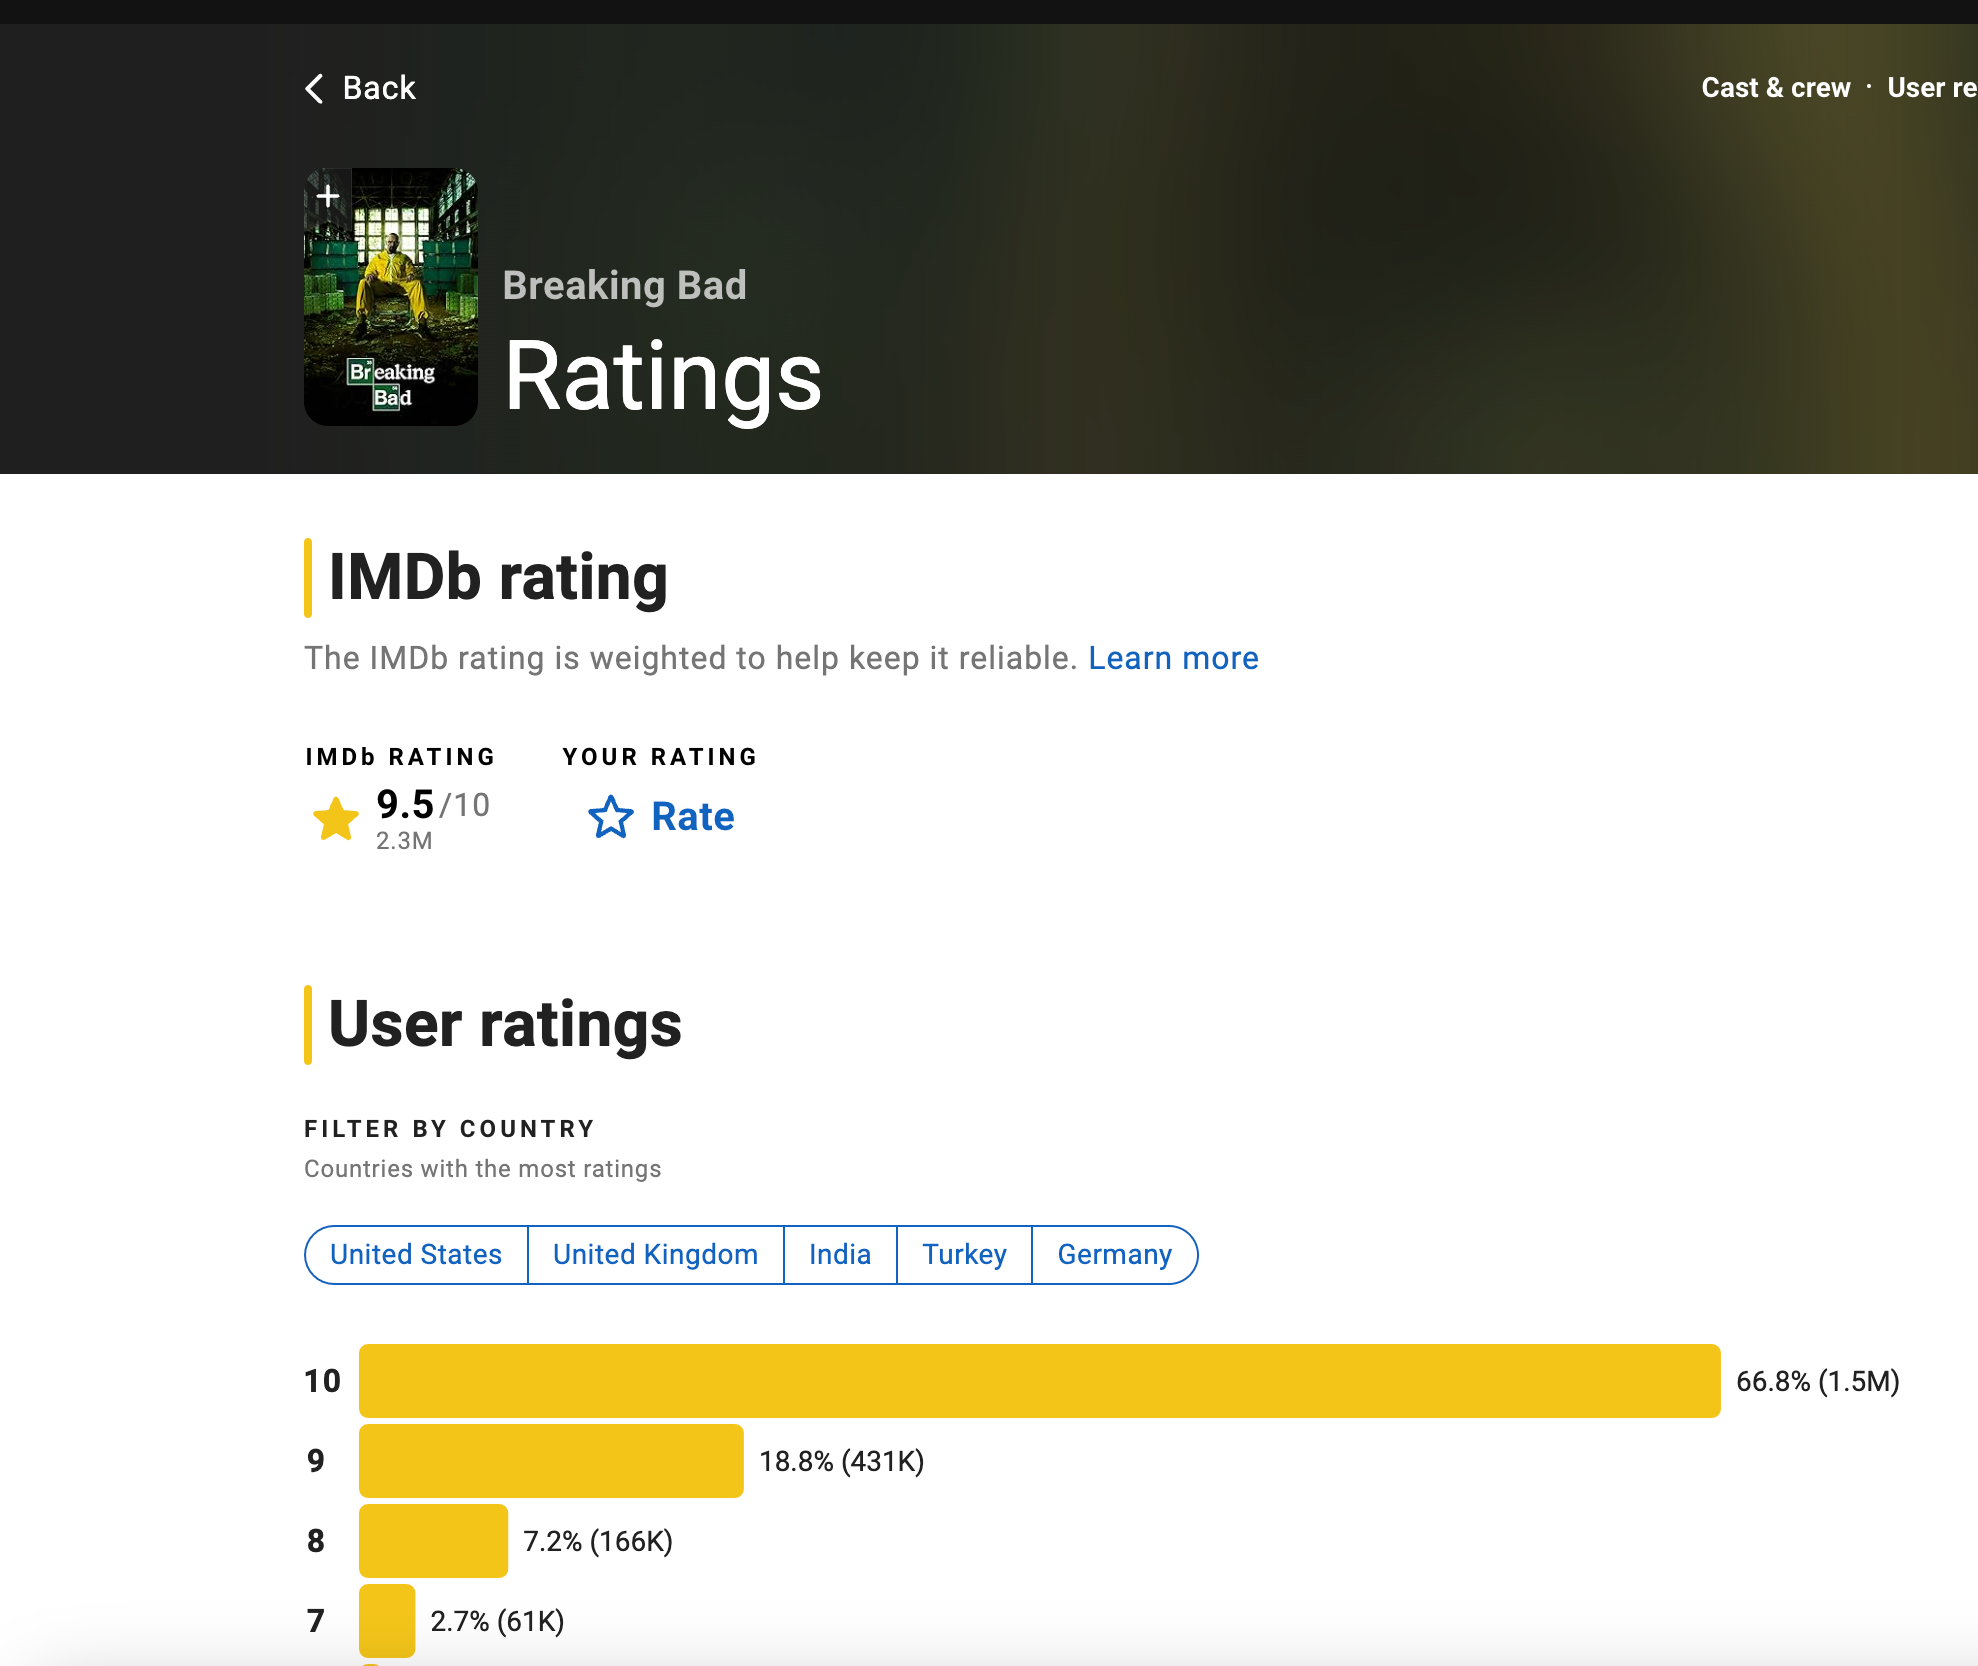 Back
Cast & crew · User re
Breaking Bad
Ratings
Breaking
Bad
IMDb rating
The IMDb rating is weighted to help keep it reliable. Learn more
IMDb RATING YOUR RATING
9.5/10 Rate
2.3M
User ratings
FILTER BY COUNTRY
Countries with the most ratings
United States United Kingdom India Turkey Germany
10 66.8% (1.5M)
9 18.8% (431K)
8 7.2% (166K)
7 2.7% (61K)